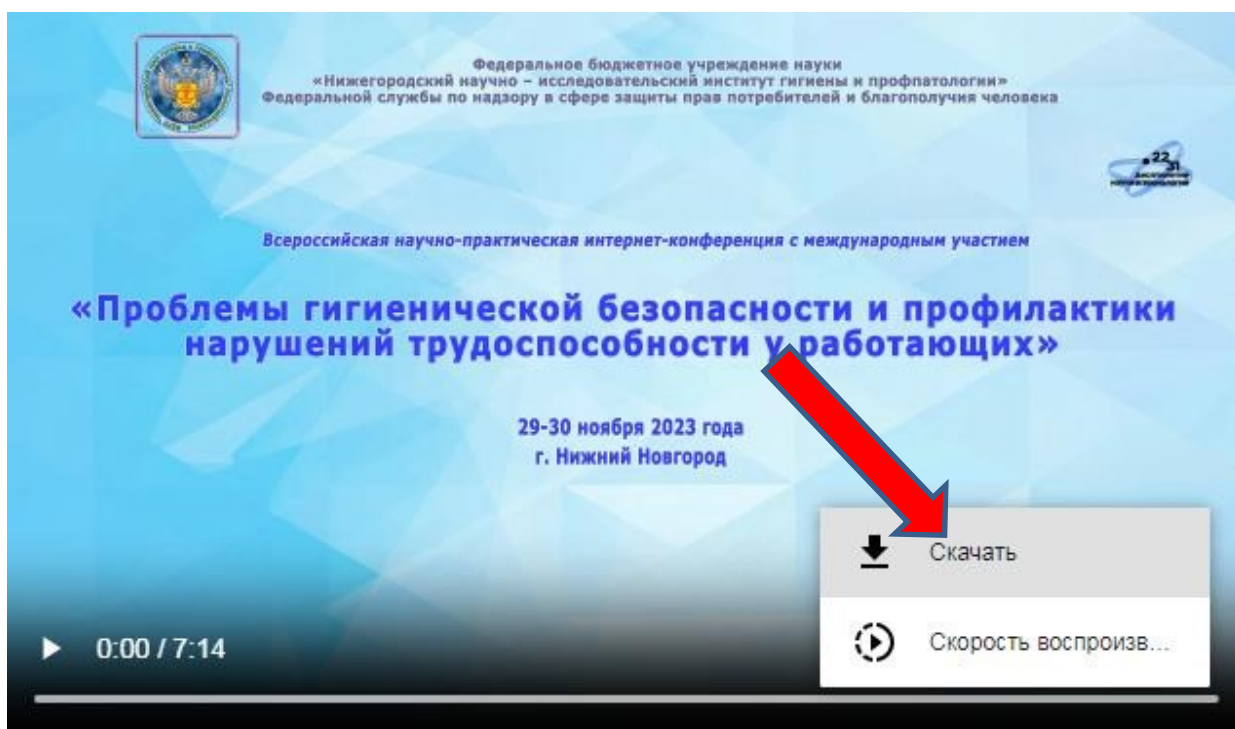 Федеральное бюджетное учреждение науки
«Нижегородский научно – исследовательский институт гигиены и профпатологии»
Федеральной службы по надзору в сфере защиты прав потребителей и благополучия человека
22
31
Всероссийская научно-практическая интернет-конференция с международным участием
«Проблемы гигиенической безопасности и профилактики
нарушений трудоспособности у работающих»
29-30 ноября 2023 года
г. Нижний Новгород
Скачать
Скорость воспроизв...
0:00 / 7:14